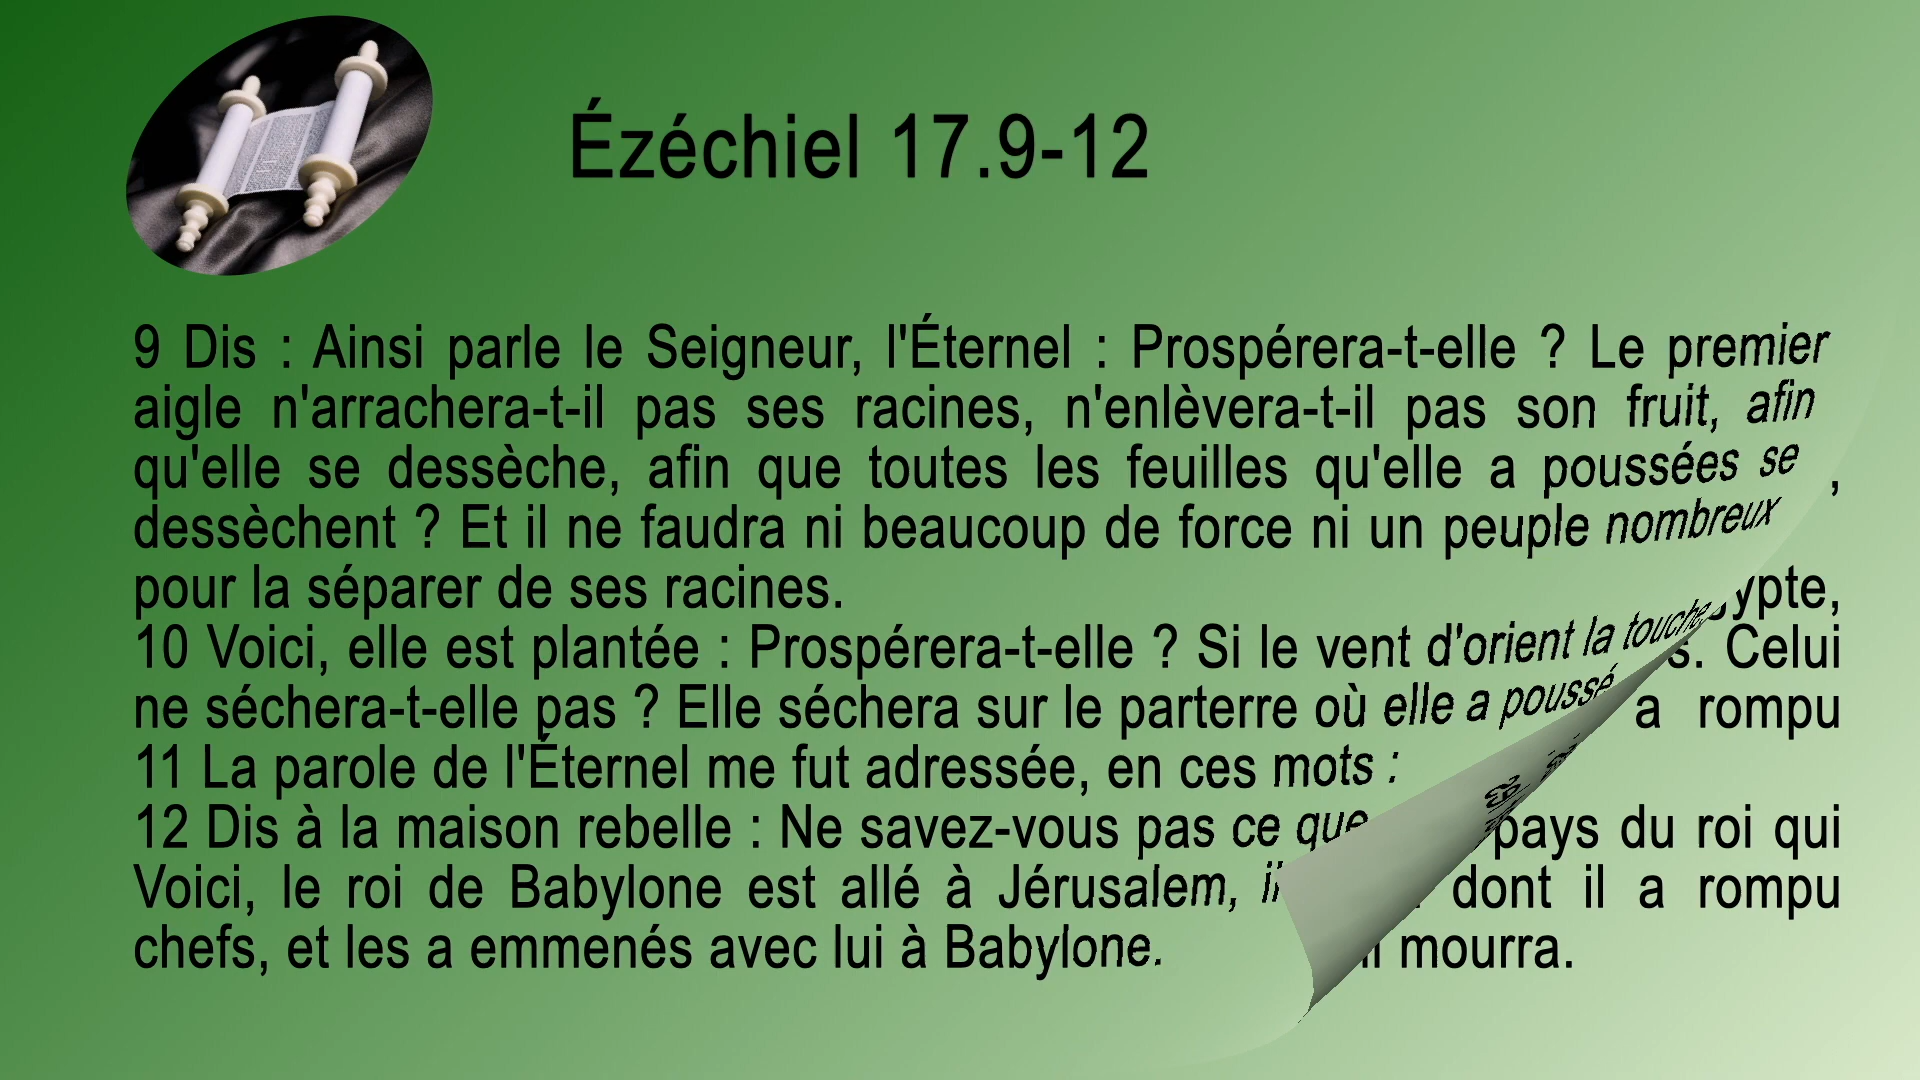 Ézéchiel 17.9-12
9 Dis : Ainsi parle le Seigneur, l'Éternel : Prospérera-t-elle ? Le premier
aigle n'arrachera-t-il pas ses racines, n'enlèvera-t-il pas son fruit, afin
qu'elle se dessèche, afin que toutes les feuilles qu'elle a poussées se ,
dessèchent ? Et il ne faudra ni beaucoup de force ni un peuple nombreux
pour la séparer de ses racines.
10 Voici, elle est plantée : Prospérera-t-elle ? Si le vent d'orient la touche Celui
ne séchera-t-elle pas ? Elle séchera sur le parterre où elle a poussé a rompu
11 La parole de l'Éternel me fut adressée, en ces mots :
12 Dis à la maison rebelle : Ne savez-vous pas ce que pays du roi qui
Voici, le roi de Babylone est allé à Jérusalem, dont il a rompu
chefs, et les a emmenés avec lui à Babylone. mourra.